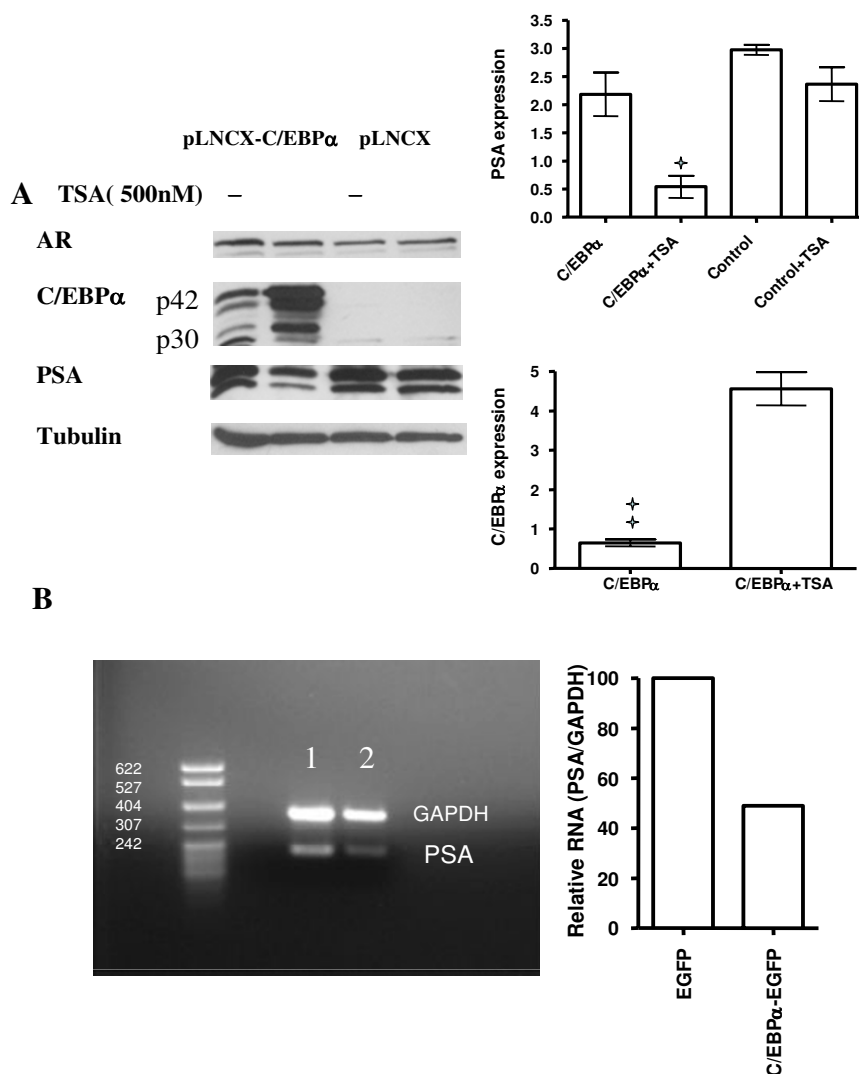 pLNCX-C/EBPα pLNCX
A TSA( 500nM) – –
AR
C/EBPα p42
p30
PSA
Tubulin
PSA expression
3.0
2.5
2.0
1.5
1.0
0.5
0.0
C/EBPα
C/EBPα+TSA
Control
Control+TSA
C/EBPα expression
5
4
3
2
1
0
C/EBPα C/EBPα+TSA
B
1 2
622
527
404
307
242
GAPDH
PSA
Relative RNA (PSA/GAPDH)
100
80
60
40
20
0
EGFP
C/EBPα-EGFP